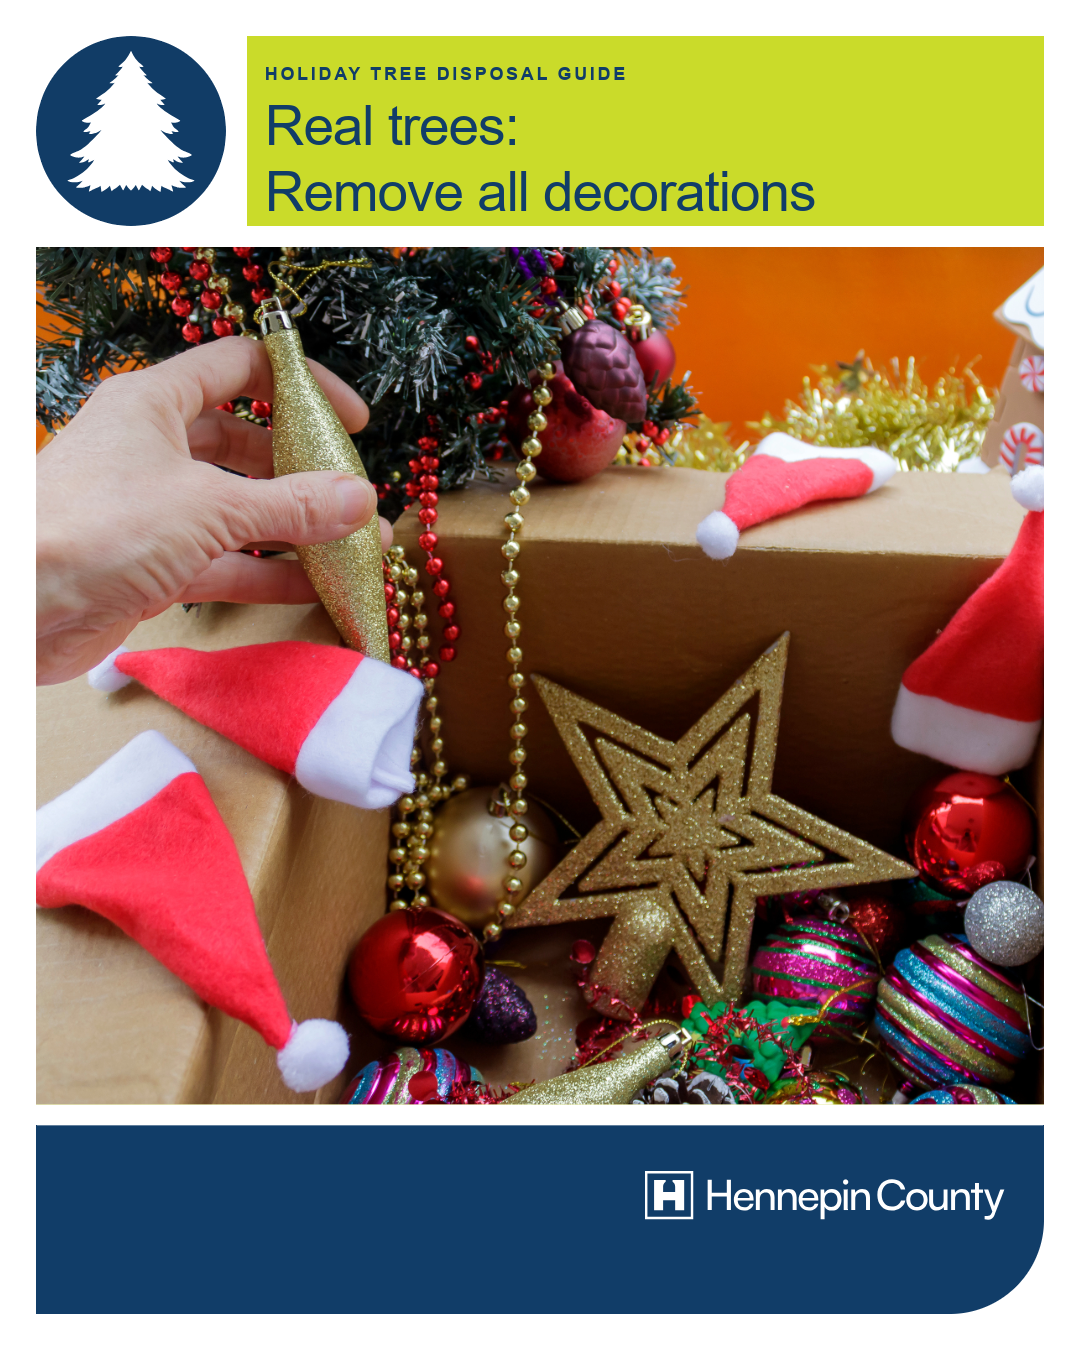 HOLIDAY TREE DISPOSAL GUIDE
Real trees:
Remove all decorations
Hennepin County